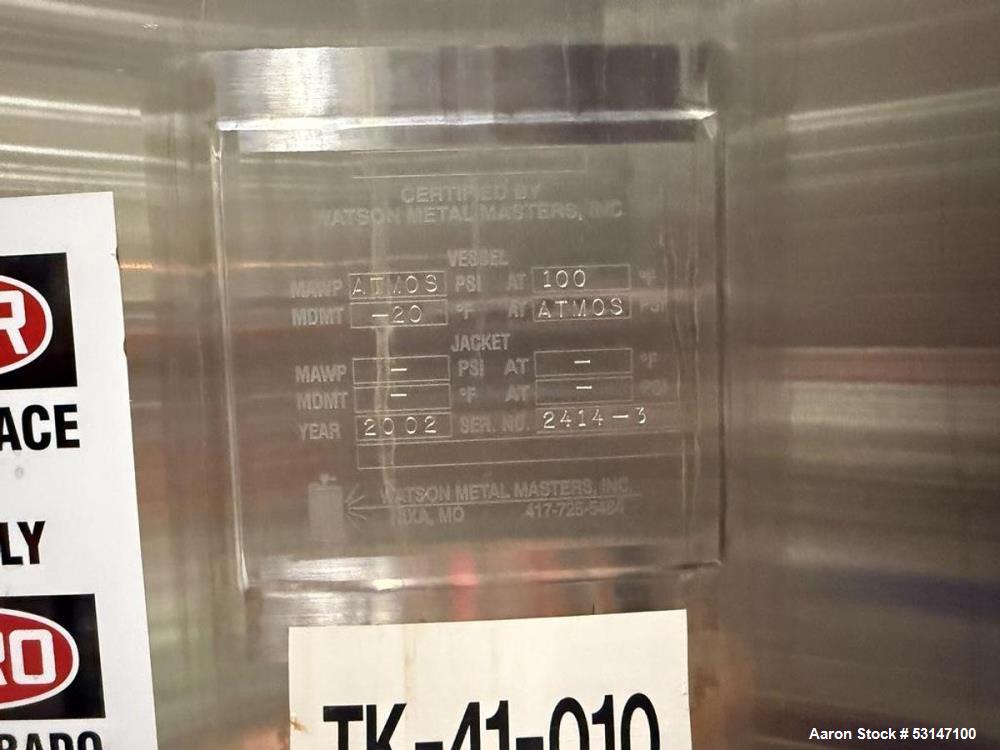 CERTIFIED BY
WATSON METAL MASTERS, INC.
VESSEL
MAWP ATMOS PSI AT 100 °F
MDMT -20 °F AT ATMOS PSI
JACKET
MAWP - PSI AT - °F
MDMT - °F AT - PSI
YEAR 2002 SER. NO. 2414-3
WATSON METAL MASTERS, INC.
NIXA, MO 417-725-5484
R
ACE
LY
RO
RADO
TK-41-010
Aaron Stock # 53147100